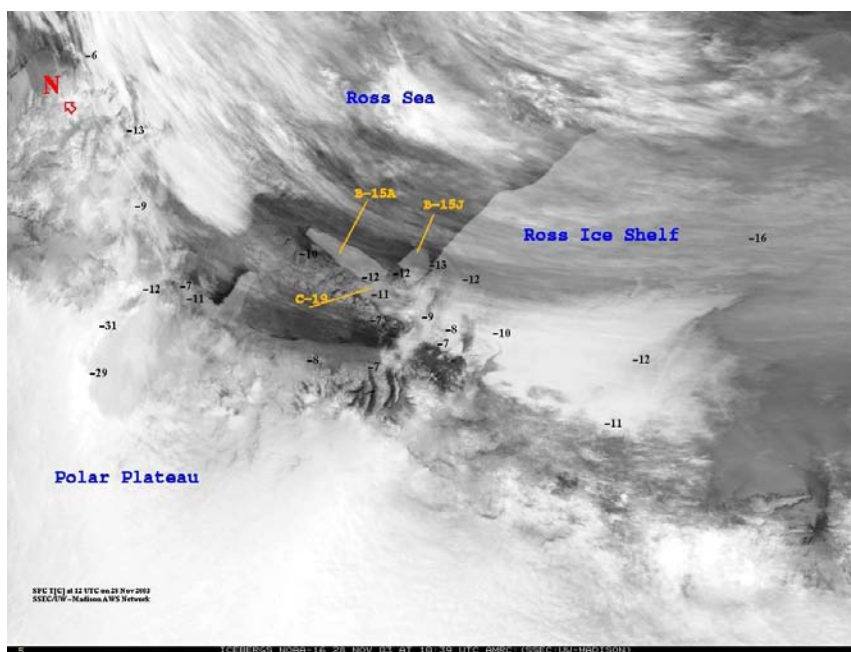 -6
N
Ross Sea
-13
B-15A
-9
B-15J
Ross Ice Shelf
-16
-10
-13
-12
-12
-12
-7
-12
-11
-11
C-19
-31
-7
-9
-8
-10
-7
-8
-7
-12
-29
-11
Polar Plateau
SFC T[C] at 12 UTC on 28 Nov 2003
SSEC/UW-Madison AWS Network
5 ICEBERGS NOAA-16 28 NOV 03 AT 10:39 UTC AMRC:(SSEC:UW-MADISON)